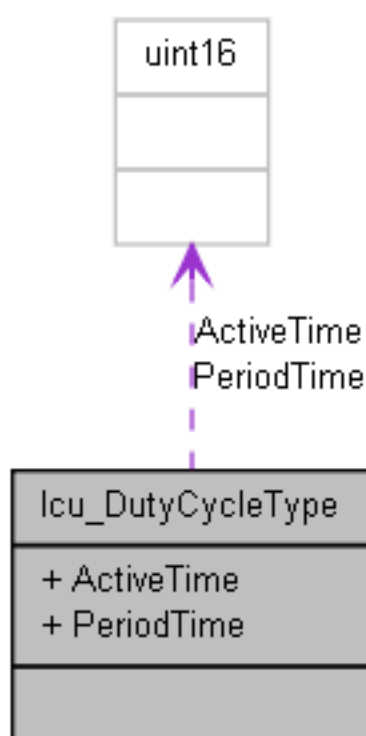 uint16
ActiveTime
PeriodTime
Icu_DutyCycleType
+ ActiveTime
+ PeriodTime